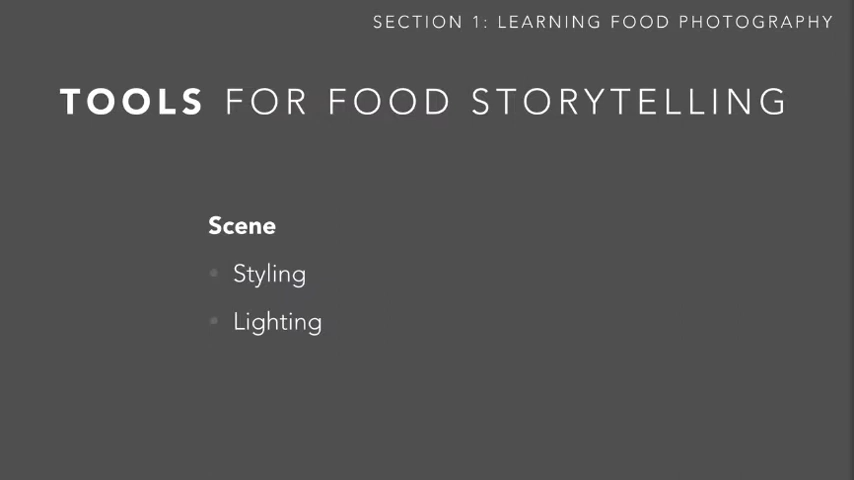 SECTION 1: LEARNING FOOD PHOTOGRAPHY
TOOLS FOR FOOD STORYTELLING
Scene
• Styling
• Lighting